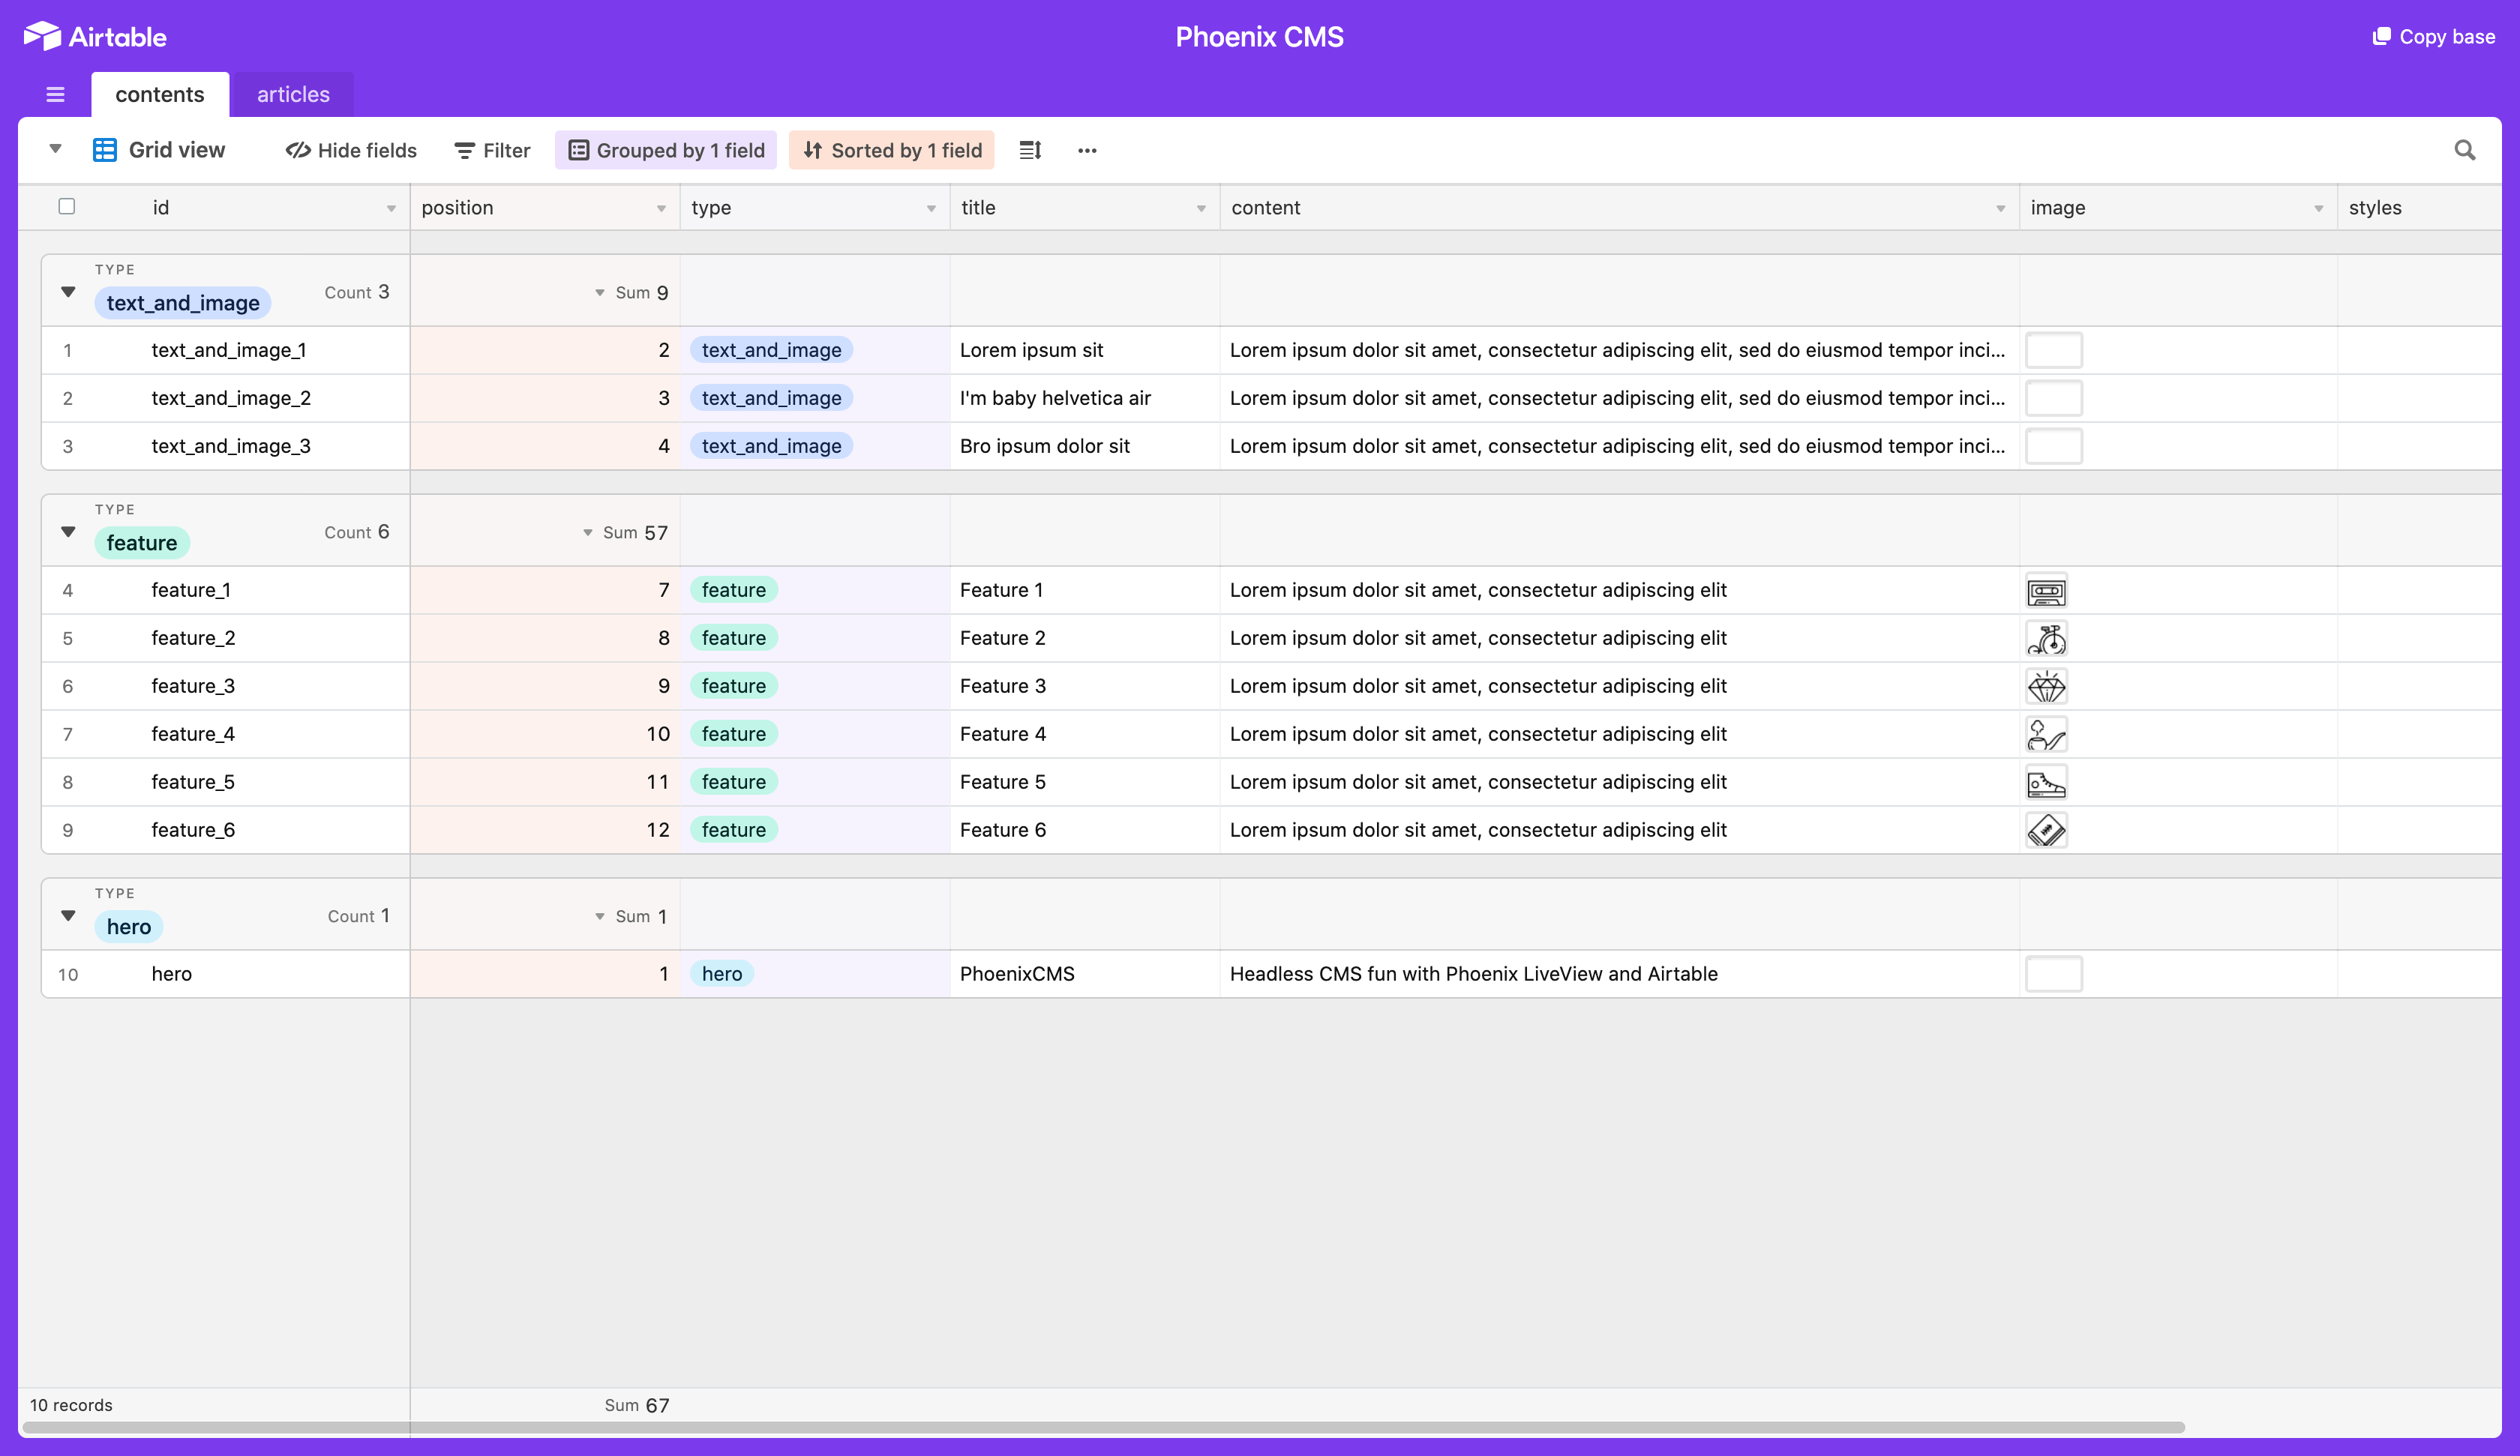 Airtable
Phoenix CMS
Copy base
contents articles
Grid view Hide fields Filter Grouped by 1 field Sorted by 1 field
id position type title content image styles
TYPE
text_and_image Count 3 Sum 9
1 text_and_image_1 2 text_and_image Lorem ipsum sit Lorem ipsum dolor sit amet, consectetur adipiscing elit, sed do eiusmod tempor inci...
2 text_and_image_2 3 text_and_image I'm baby helvetica air Lorem ipsum dolor sit amet, consectetur adipiscing elit, sed do eiusmod tempor inci...
3 text_and_image_3 4 text_and_image Bro ipsum dolor sit Lorem ipsum dolor sit amet, consectetur adipiscing elit, sed do eiusmod tempor inci...
TYPE
feature Count 6 Sum 57
4 feature_1 7 feature Feature 1 Lorem ipsum dolor sit amet, consectetur adipiscing elit
5 feature_2 8 feature Feature 2 Lorem ipsum dolor sit amet, consectetur adipiscing elit
6 feature_3 9 feature Feature 3 Lorem ipsum dolor sit amet, consectetur adipiscing elit
7 feature_4 10 feature Feature 4 Lorem ipsum dolor sit amet, consectetur adipiscing elit
8 feature_5 11 feature Feature 5 Lorem ipsum dolor sit amet, consectetur adipiscing elit
9 feature_6 12 feature Feature 6 Lorem ipsum dolor sit amet, consectetur adipiscing elit
TYPE
hero Count 1 Sum 1
10 hero 1 hero PhoenixCMS Headless CMS fun with Phoenix LiveView and Airtable
10 records Sum 67